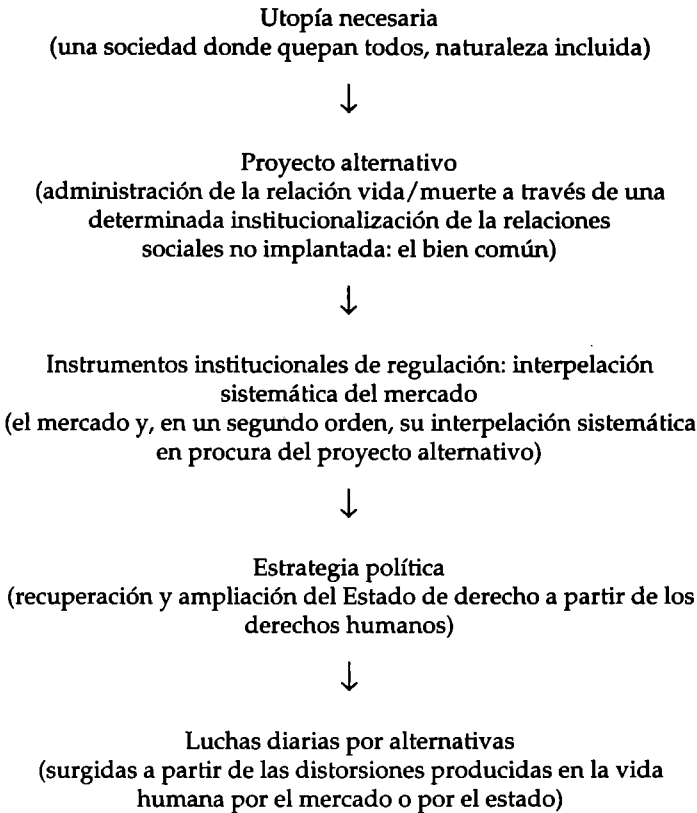 Utopía necesaria
(una sociedad donde quepan todos, naturaleza incluida)
↓
Proyecto alternativo
(administración de la relación vida/muerte a través de una
determinada institucionalización de la relaciones
sociales no implantada: el bien común)
↓
Instrumentos institucionales de regulación: interpelación
sistemática del mercado
(el mercado y, en un segundo orden, su interpelación sistemática
en procura del proyecto alternativo)
↓
Estrategia política
(recuperación y ampliación del Estado de derecho a partir de los
derechos humanos)
↓
Luchas diarias por alternativas
(surgidas a partir de las distorsiones producidas en la vida
humana por el mercado o por el estado)